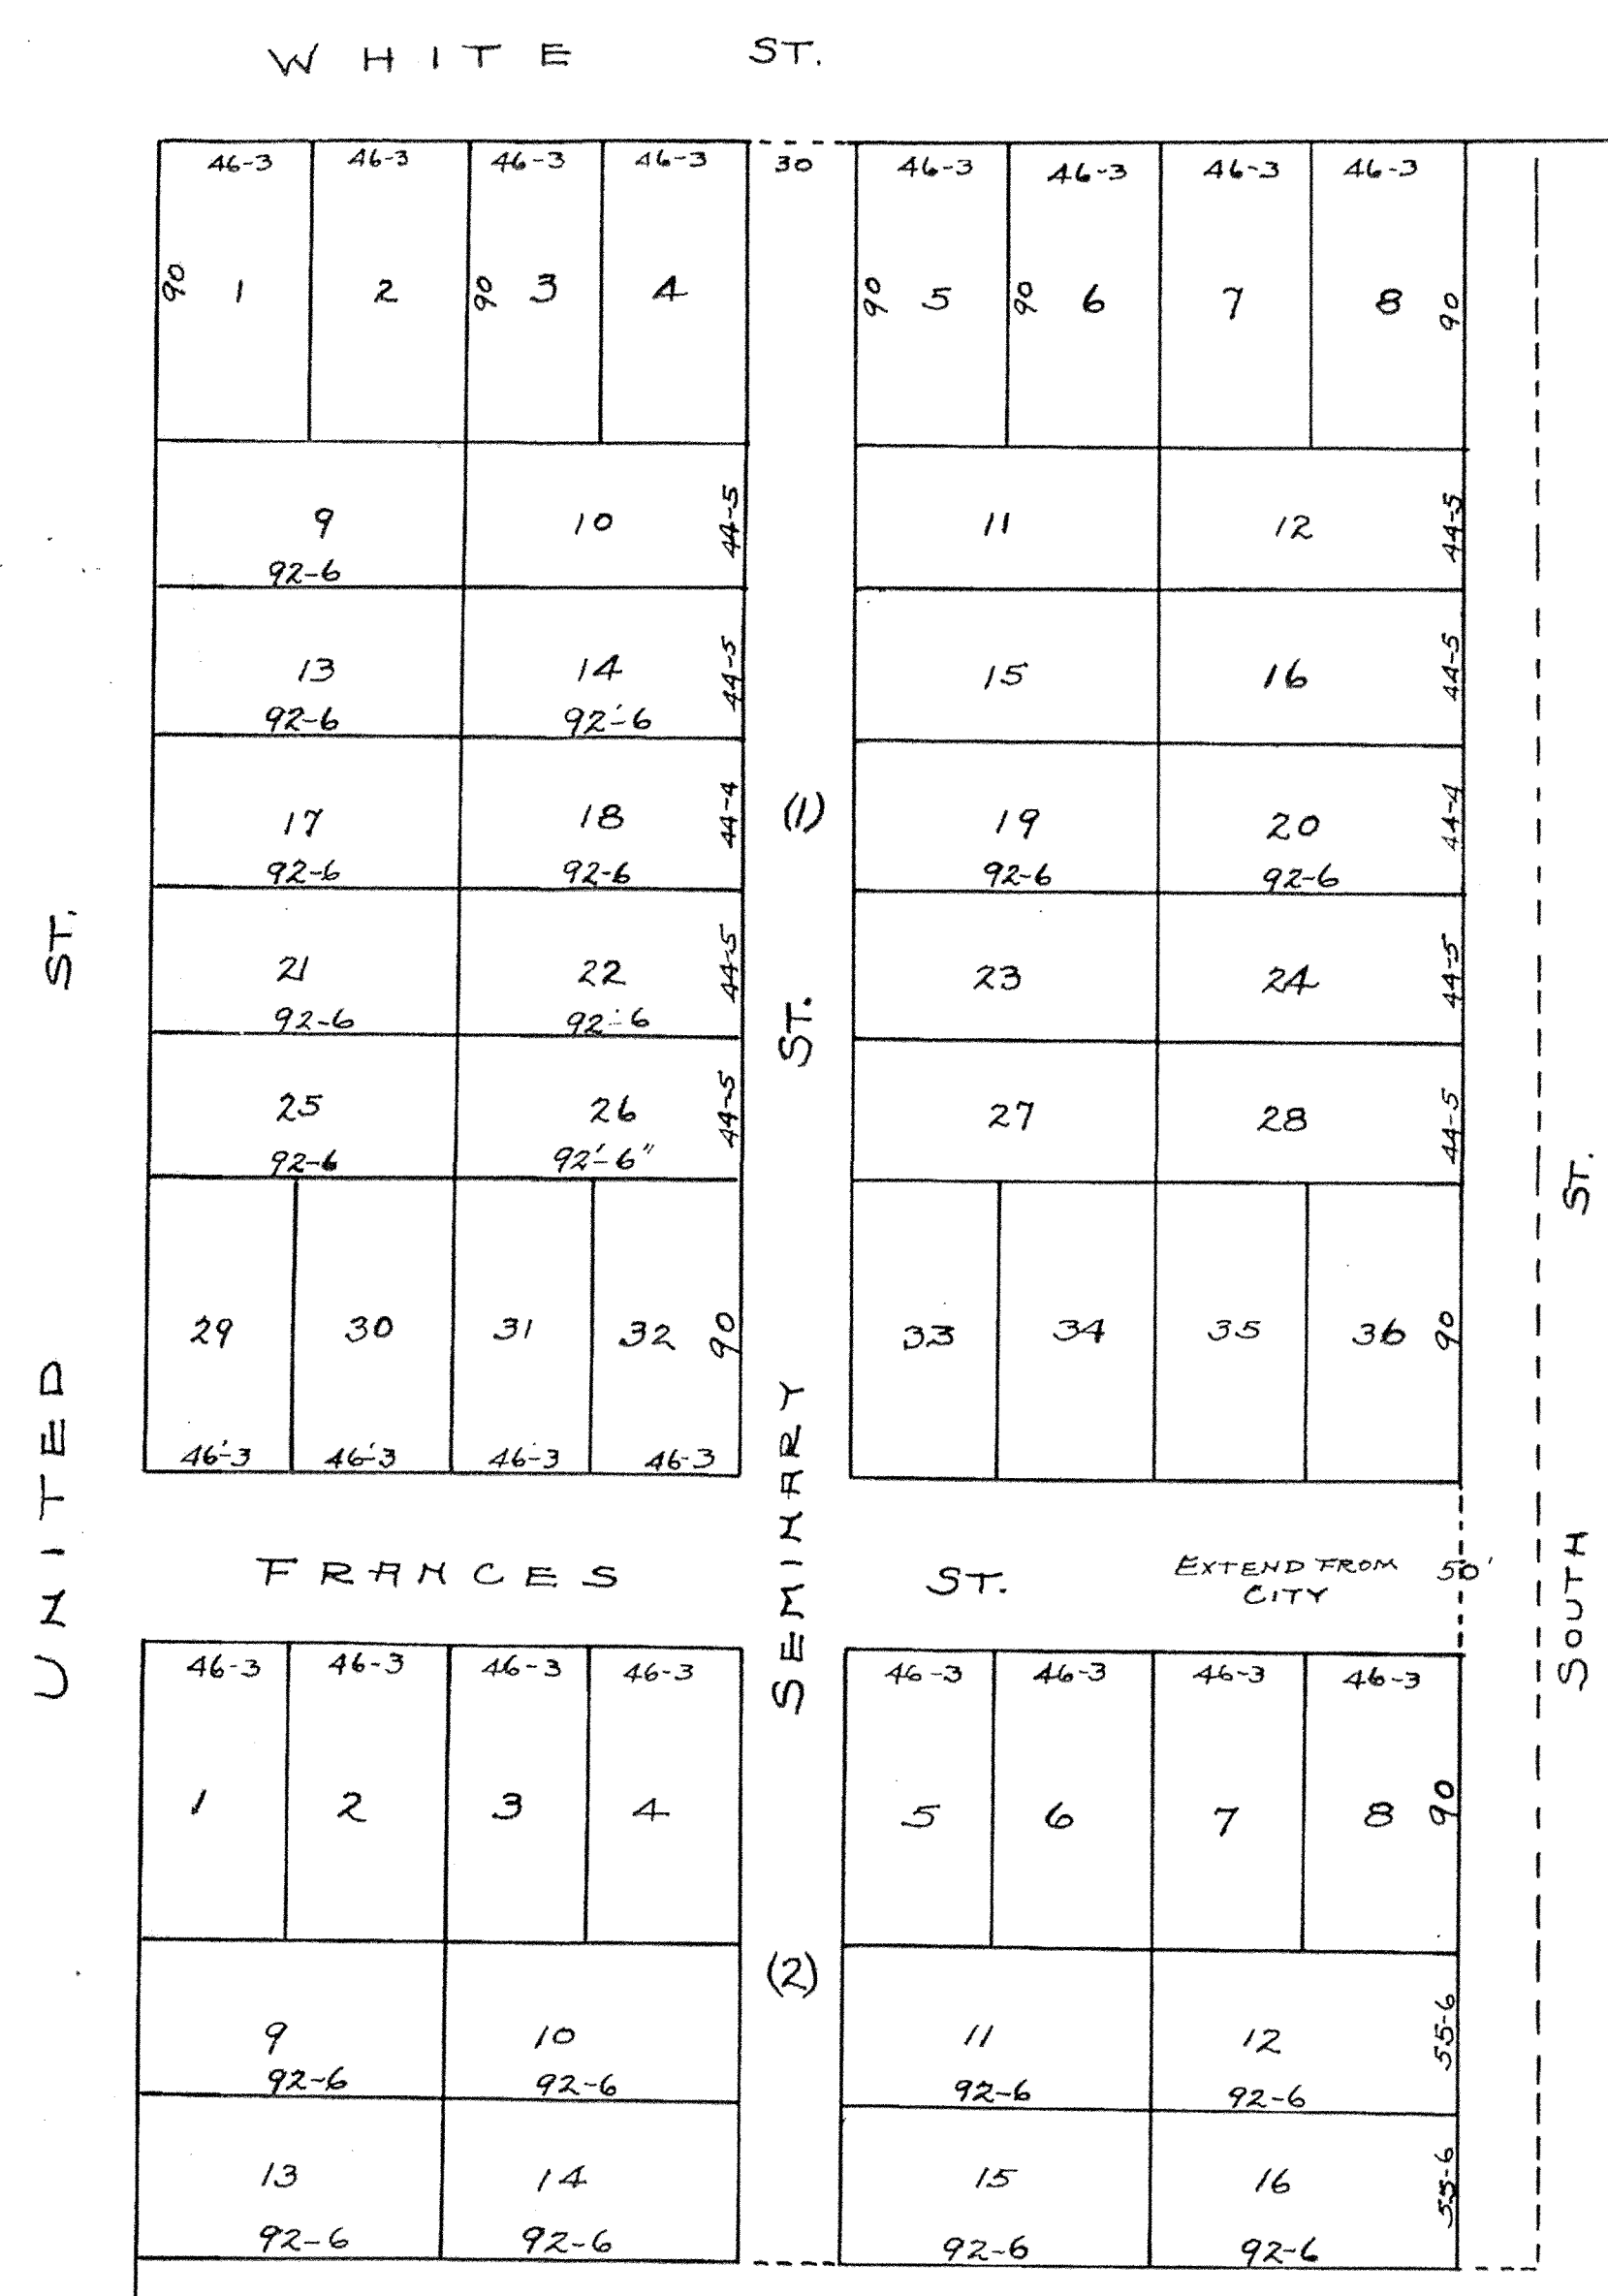 WHITE ST.
46-3 46-3 46-3 46-3 30 46-3 46-3 46-3 46-3
90 1 2 90 3 4 90 5 90 6 7 8 90
9 10 44-5 11 12 44-5
92-6
13 14 44-5 15 16 44-5
92-6 92'-6
17 18 44-4 (1) 19 20 44-4
92-6 92-6 92-6 92-6
21 22 44-5 23 24 44-5
92-6 92'-6
25 26 44-5 27 28 44-5
92-6 92'-6"
29 30 31 32 90 33 34 35 36 90
46'-3 46'-3 46'-3 46-3
UNITED ST.
SEMINARY ST.
SOUTH ST.
FRANCES ST. EXTEND FROM 50'
CITY
46-3 46-3 46-3 46-3 46-3 46-3 46-3 46-3
1 2 3 4 5 6 7 8 90
(2)
9 10 11 12 55-6
92-6 92-6 92-6 92-6
13 14 15 16 55-6
92-6 92-6 92-6 92-6